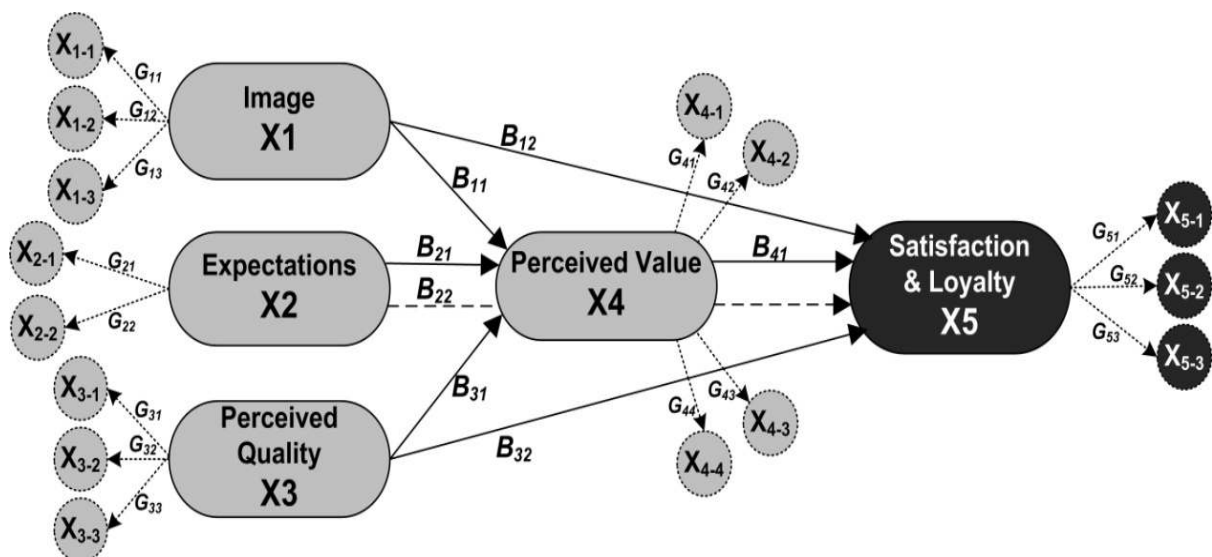 X1-1
G11
X1-2
G12
X1-3
G13
Image
X1
B12
B11
X4-1
G41
X4-2
G42
X2-1
G21
X2-2
G22
Expectations
X2
B21
B22
Perceived Value
X4
B41
Satisfaction
& Loyalty
X5
X5-1
G51
X5-2
G52
X5-3
G53
X3-1
G31
X3-2
G32
X3-3
G33
Perceived
Quality
X3
B31
B32
G43
X4-3
G44
X4-4